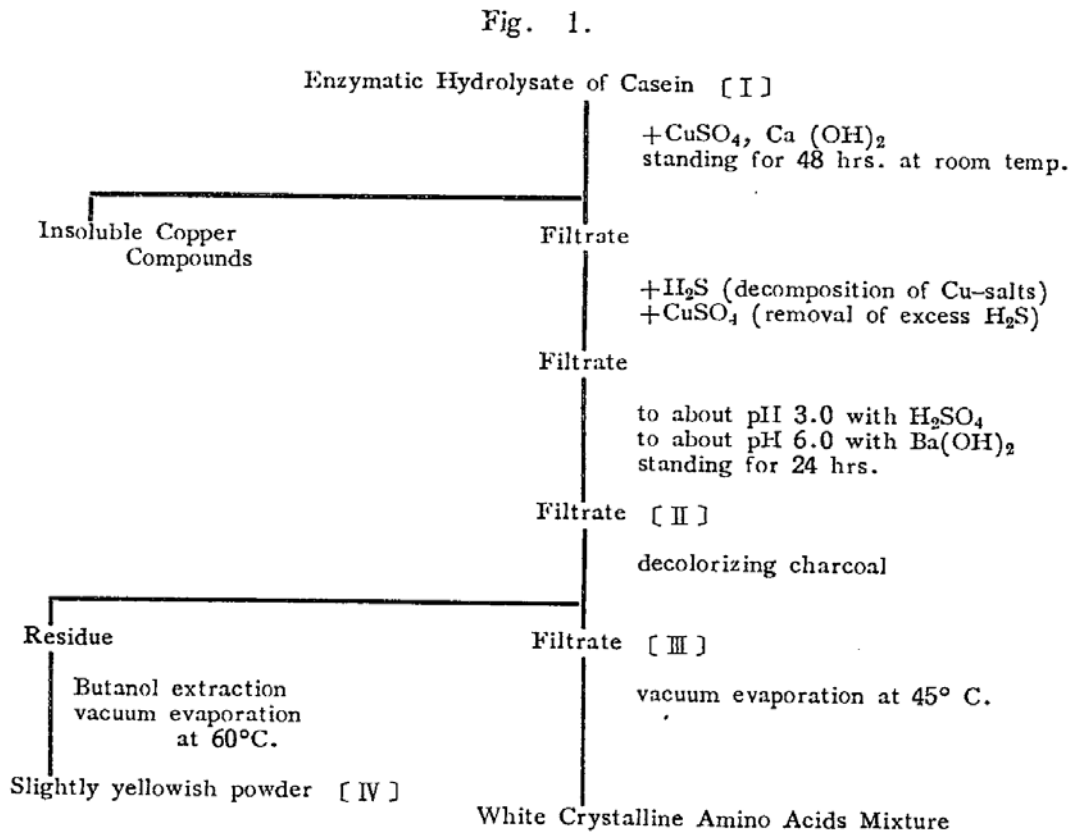 Fig. 1.
Enzymatic Hydrolysate of Casein [I]
+CuSO₄, Ca (OH)₂
standing for 48 hrs. at room temp.
Insoluble Copper
Compounds
Filtrate
+H₂S (decomposition of Cu-salts)
+CuSO₄ (removal of excess H₂S)
Filtrate
to about pH 3.0 with H₂SO₄
to about pH 6.0 with Ba(OH)₂
standing for 24 hrs.
Filtrate [II]
decolorizing charcoal
Residue
Filtrate [III]
Butanol extraction
vacuum evaporation
at 60°C.
vacuum evaporation at 45° C.
Slightly yellowish powder [IV]
White Crystalline Amino Acids Mixture